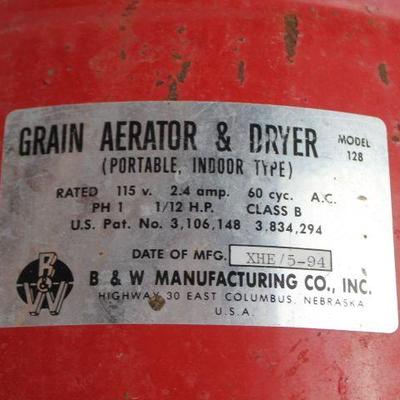 GRAIN AERATOR & DRYER MODEL 128
(PORTABLE, INDOOR TYPE)
RATED 115 v. 2.4 amp. 60 cyc. A.C.
PH 1 1/12 H.P. CLASS B
U.S. Pat. No. 3,106,148 3,834,294
DATE OF MFG. XHE/5-94
B & W
B & W MANUFACTURING CO., INC.
HIGHWAY 30 EAST COLUMBUS, NEBRASKA
U.S.A.